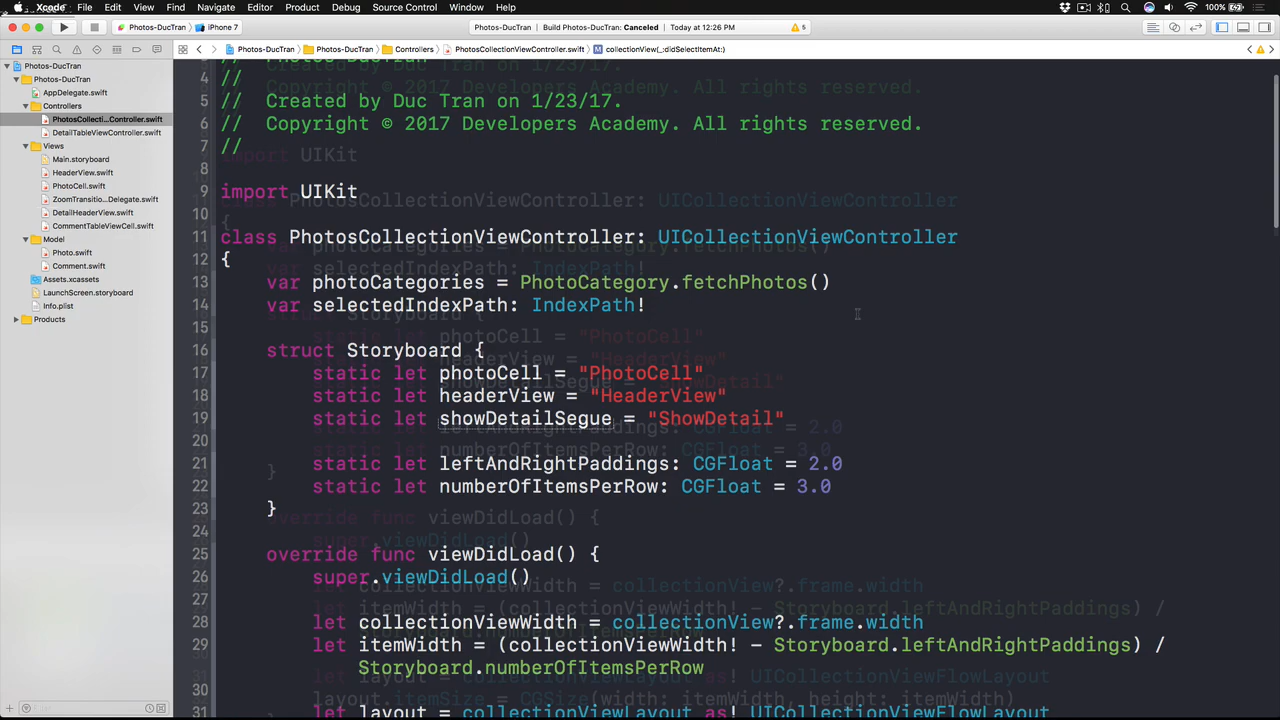 Xcode File Edit View Find Navigate Editor Product Debug Source Control Window Help 100%
Photos-DucTran iPhone 7 Photos-DucTran | Build Photos-DucTran: Canceled | Today at 12:26 PM 5
Photos-DucTran Photos-DucTran Controllers PhotosCollectionViewController.swift collectionView(_:didSelectItemAt:)
Photos-DucTran
Photos-DucTran
AppDelegate.swift
Controllers
PhotosCollecti...Controller.swift
DetailTableViewController.swift
Views
Main.storyboard
HeaderView.swift
PhotoCell.swift
ZoomTransitio...Delegate.swift
DetailHeaderView.swift
CommentTableViewCell.swift
Model
Photo.swift
Comment.swift
Assets.xcassets
LaunchScreen.storyboard
Info.plist
Products
4 //
5 // Created by Duc Tran on 1/23/17.
6 // Copyright © 2017 Developers Academy. All rights reserved.
7 //
8
9 import UIKit
10
11 class PhotosCollectionViewController: UICollectionViewController
12 {
13 var photoCategories = PhotoCategory.fetchPhotos()
14 var selectedIndexPath: IndexPath!
15
16 struct Storyboard {
17 static let photoCell = "PhotoCell"
18 static let headerView = "HeaderView"
19 static let showDetailSegue = "ShowDetail"
20
21 static let leftAndRightPaddings: CGFloat = 2.0
22 static let numberOfItemsPerRow: CGFloat = 3.0
23 }
24
25 override func viewDidLoad() {
26 super.viewDidLoad()
27
28 let collectionViewWidth = collectionView?.frame.width
29 let itemWidth = (collectionViewWidth! - Storyboard.leftAndRightPaddings) /
Storyboard.numberOfItemsPerRow
30
31 let layout = collectionViewLayout as! UICollectionViewFlowLayout